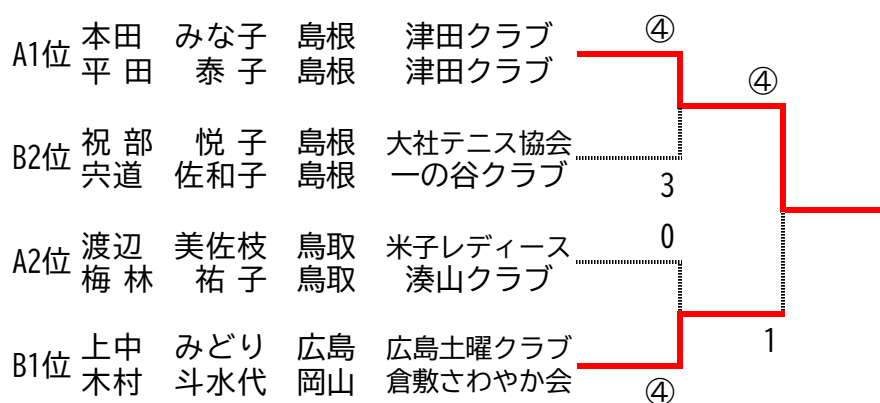 ④
A1位 本田 みな子 島根 津田クラブ
平田 泰子 島根 津田クラブ
④
B2位 祝部 悦子 島根 大社テニス協会
宍道 佐和子 島根 一の谷クラブ
3
0
A2位 渡辺 美佐枝 鳥取 米子レディース
梅林 祐子 鳥取 湊山クラブ
1
B1位 上中 みどり 広島 広島土曜クラブ
木村 斗水代 岡山 倉敷さわやか会
④